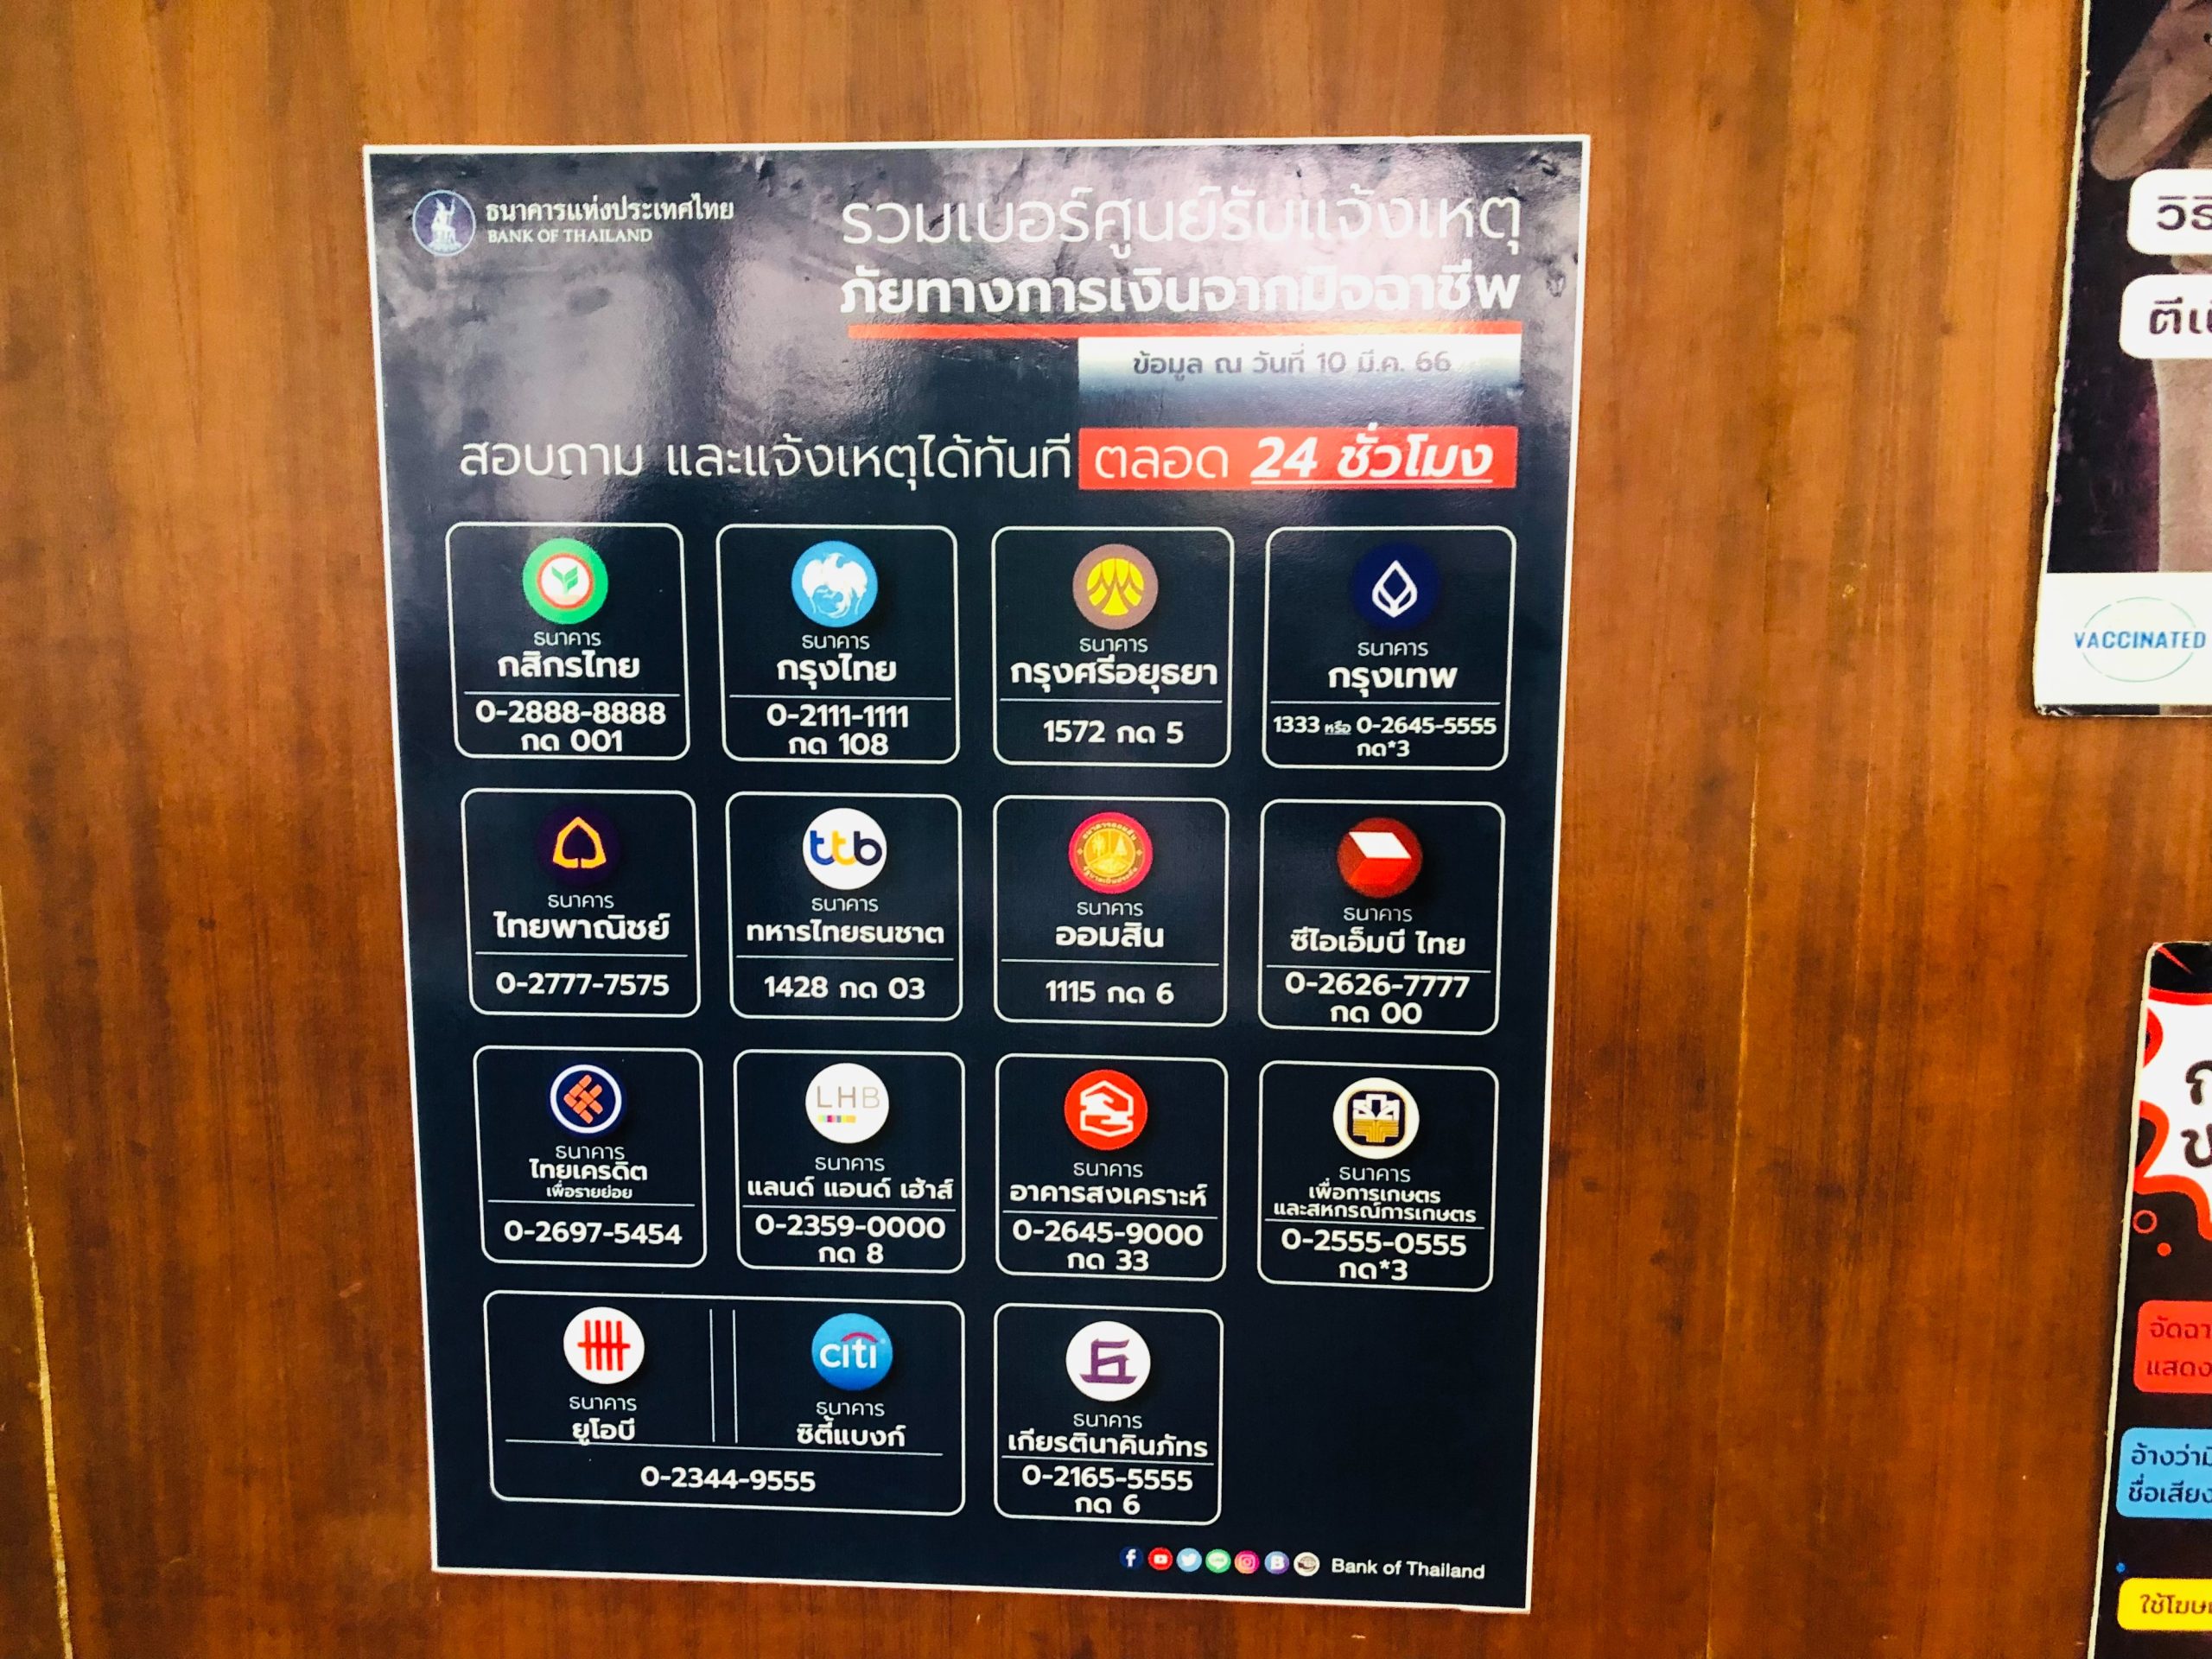 ธนาคารแห่งประเทศไทย
BANK OF THAILAND
รวมเบอร์ศูนย์รับแจ้งเหตุ
ภัยทางการเงินจากมิจฉาชีพ
ข้อมูล ณ วันที่ 10 มี.ค. 66
สอบถาม และแจ้งเหตุได้ทันที ตลอด 24 ชั่วโมง
ธนาคาร
กสิกรไทย
0-2888-8888
กด 001
ธนาคาร
กรุงไทย
0-2111-1111
กด 108
ธนาคาร
กรุงศรีอยุธยา
1572 กด 5
ธนาคาร
กรุงเทพ
1333 หรือ 0-2645-5555
กด*3
ธนาคาร
ไทยพาณิชย์
0-2777-7575
ttb
ธนาคาร
ทหารไทยธนชาต
1428 กด 03
ธนาคาร
ออมสิน
1115 กด 6
ธนาคาร
ซีไอเอ็มบี ไทย
0-2626-7777
กด 00
ธนาคาร
ไทยเครดิต
เพื่อรายย่อย
0-2697-5454
LHB
ธนาคาร
แลนด์ แอนด์ เฮ้าส์
0-2359-0000
กด 8
ธนาคาร
อาคารสงเคราะห์
0-2645-9000
กด 33
ธนาคาร
เพื่อการเกษตร
และสหกรณ์การเกษตร
0-2555-0555
กด*3
ธนาคาร
ยูโอบี
citi
ธนาคาร
ซิตี้แบงก์
0-2344-9555
ธนาคาร
เกียรตินาคินภัทร
0-2165-5555
กด 6
Bank of Thailand
VACCINATED
อ้างว่า
ชื่อเสียง